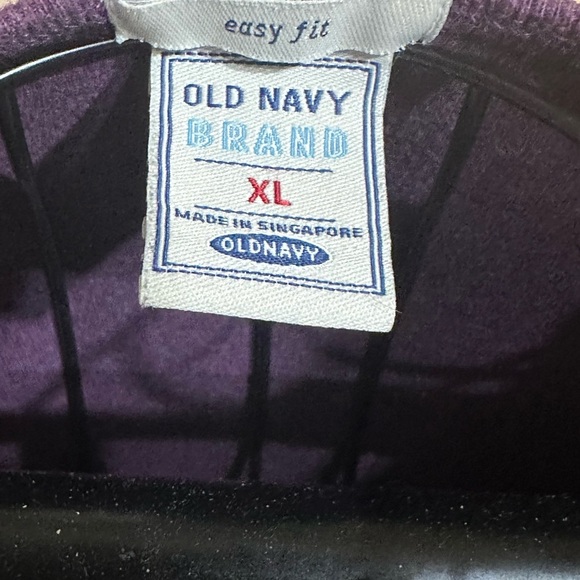 easy fit
OLD NAVY
BRAND
XL
MADE IN SINGAPORE
OLDNAVY